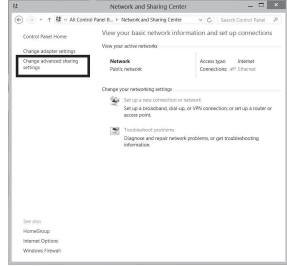 Network and Sharing Center
« All Control Panel It... › Network and Sharing Center
Search Control Panel
Control Panel Home
Change adapter settings
Change advanced sharing
settings
View your basic network information and set up connections
View your active networks
Network
Public network
Access type: Internet
Connections: Ethernet
Change your networking settings
Set up a new connection or network
Set up a broadband, dial-up, or VPN connection; or set up a router or
access point.
Troubleshoot problems
Diagnose and repair network problems, or get troubleshooting
information.
See also
HomeGroup
Internet Options
Windows Firewall